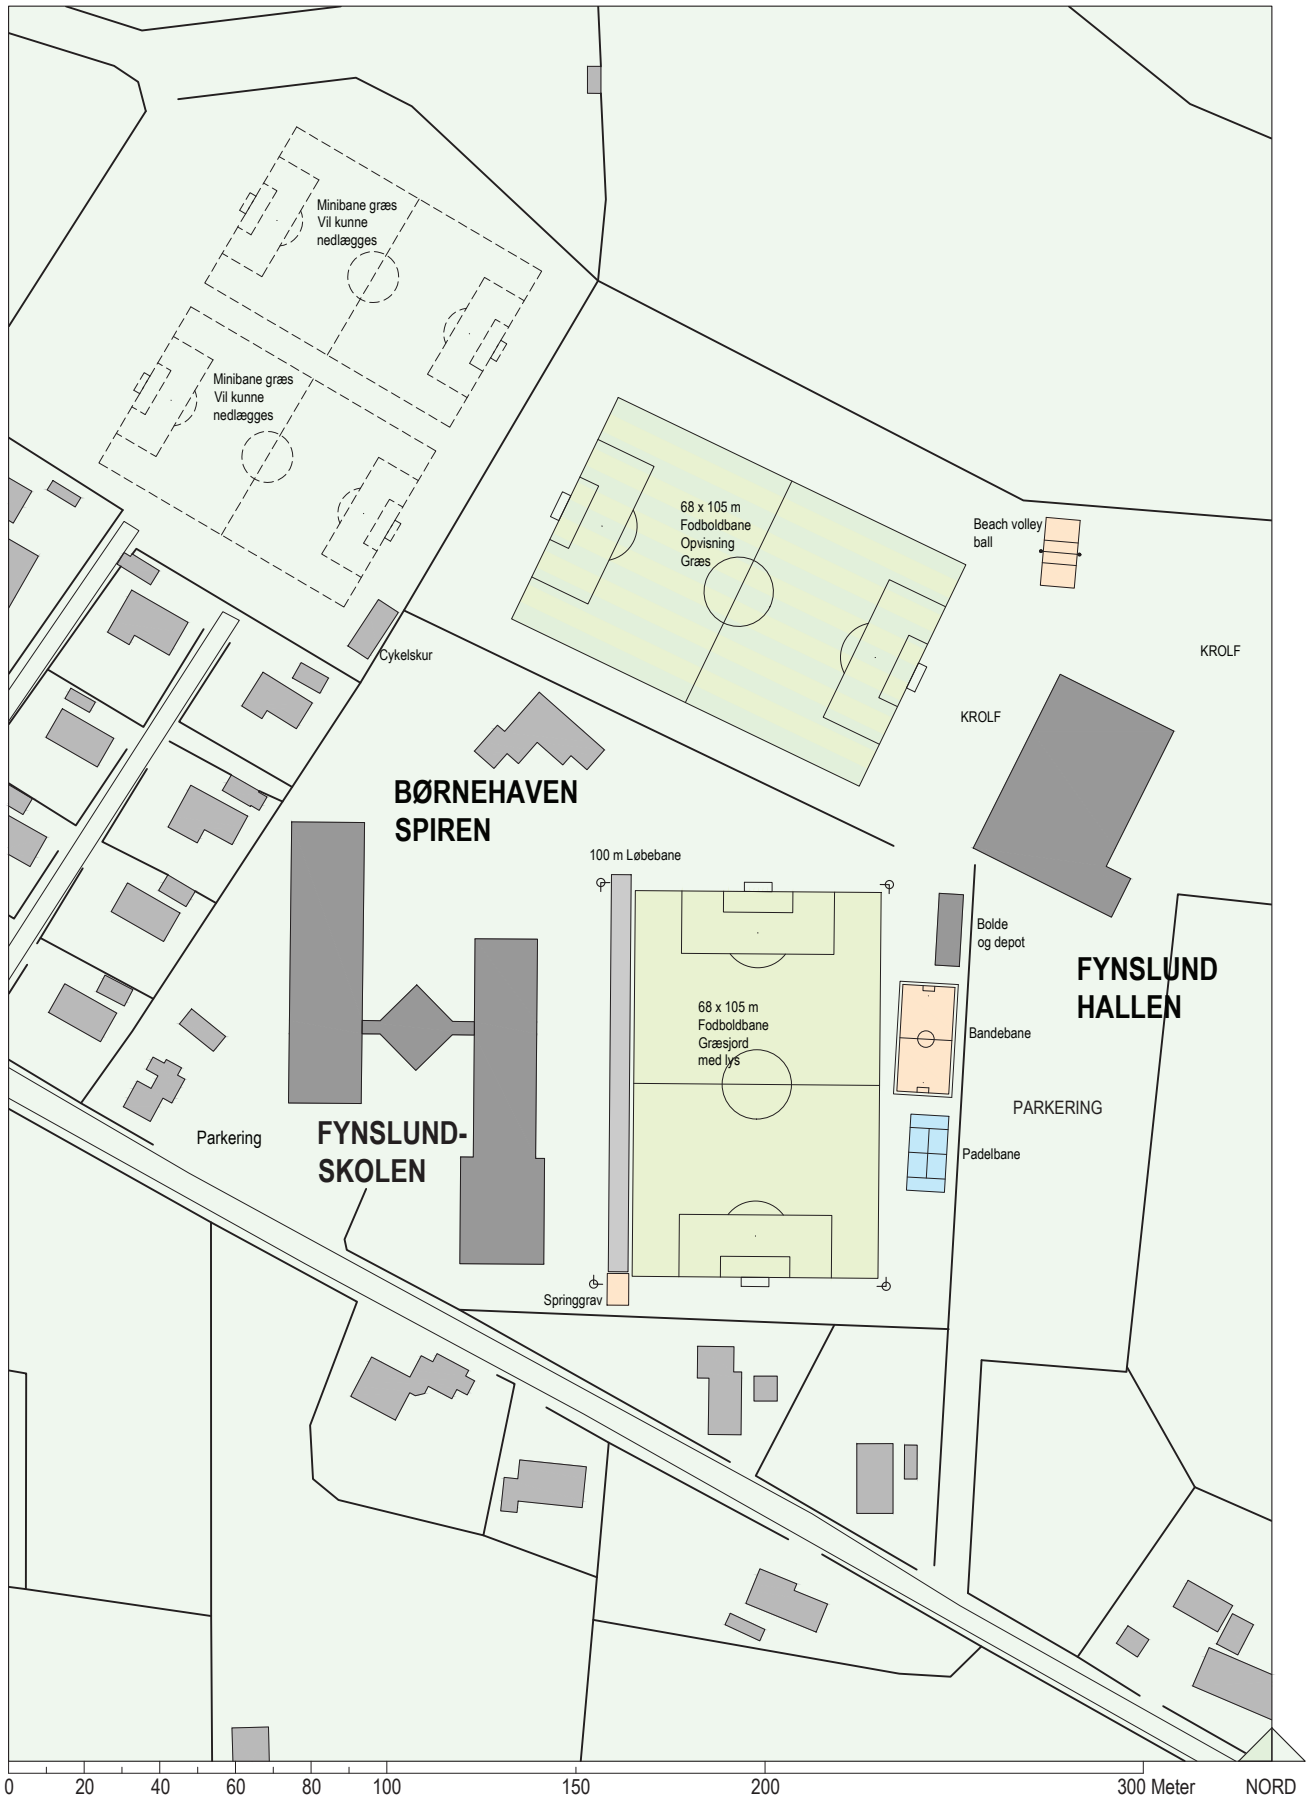 Minibane græs
Vil kunne
nedlægges
Minibane græs
Vil kunne
nedlægges
68 x 105 m
Fodboldbane
Opvisning
Græs
Beach volley
ball
KROLF
KROLF
Cykelskur
BØRNEHAVEN
SPIREN
100 m Løbebane
Bolde
og depot
FYNSLUND
HALLEN
68 x 105 m
Fodboldbane
Græsjord
med lys
Bandebane
PARKERING
Parkering
FYNSLUND-
SKOLEN
Padelbane
Springgrav
0 20 40 60 80 100 150 200 300 Meter NORD